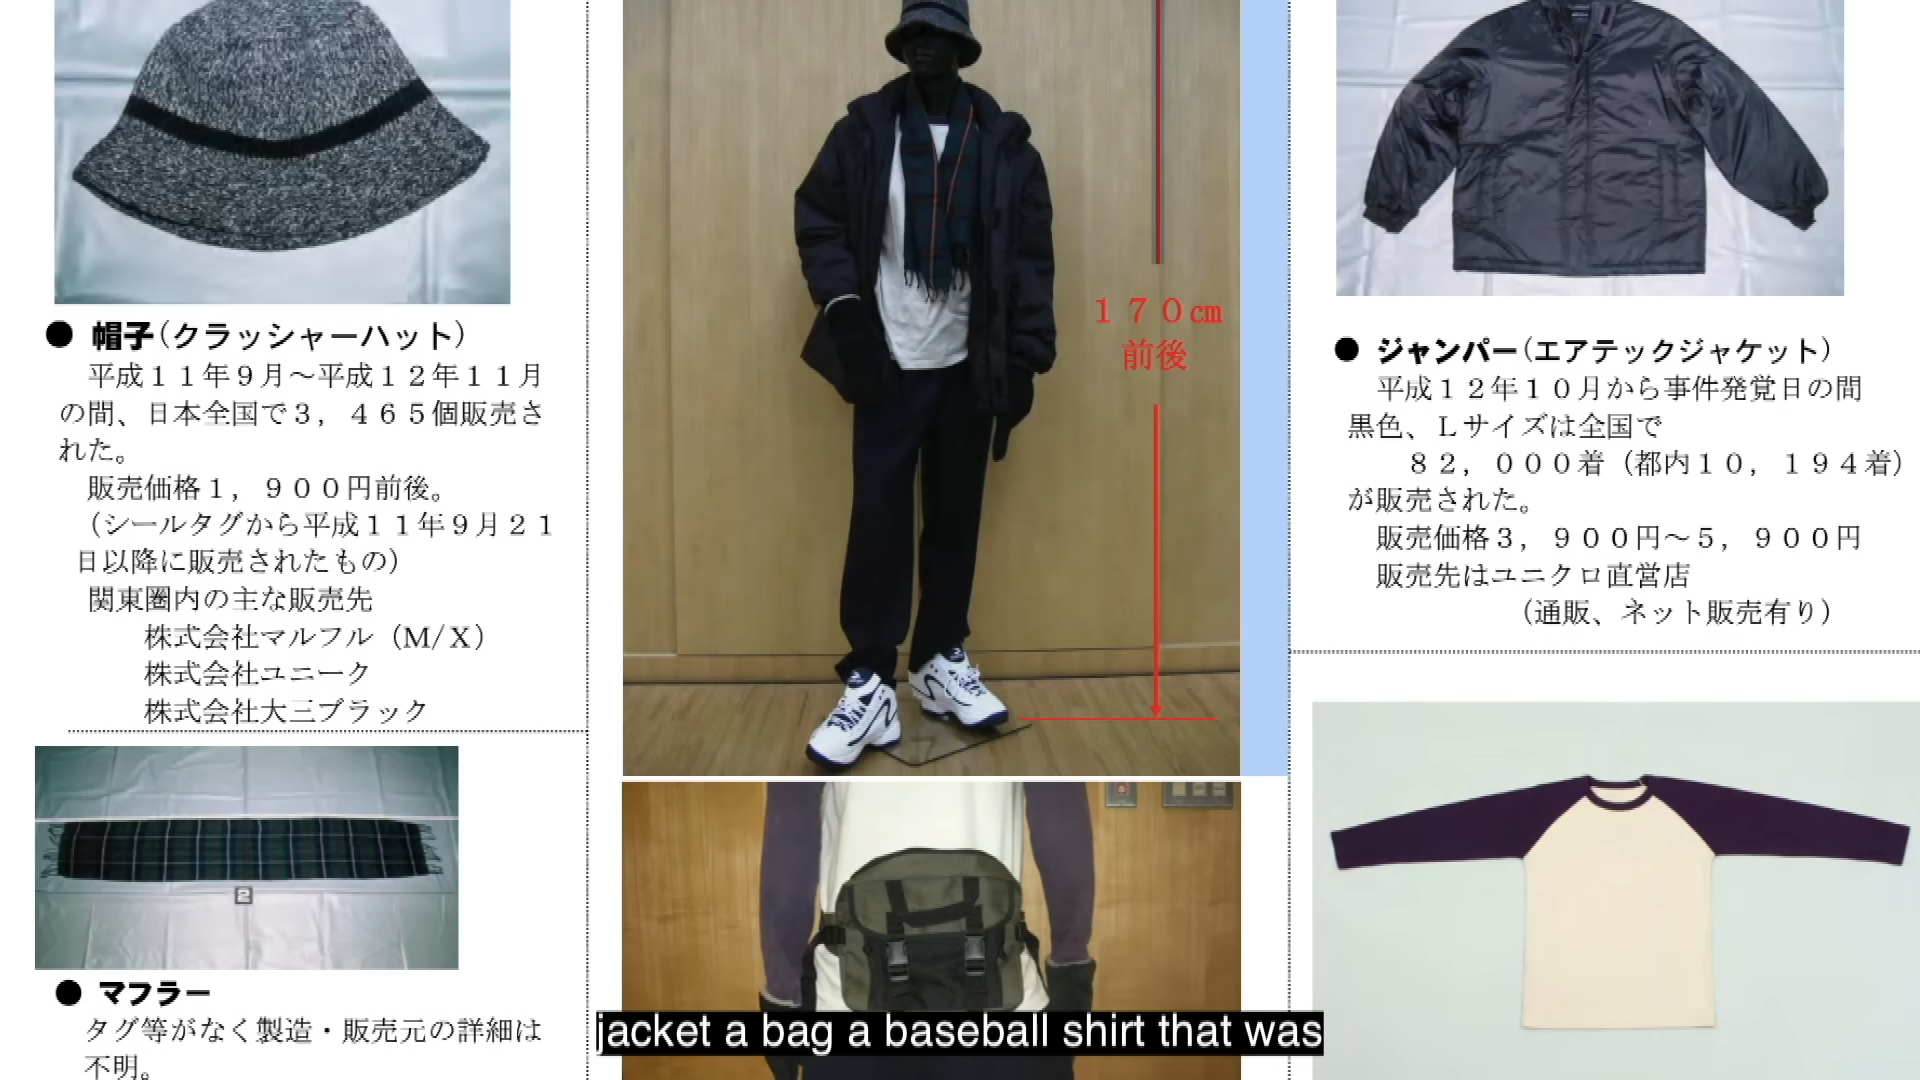 ● 帽子(クラッシャーハット)
平成11年9月～平成12年11月
の間、日本全国で3,465個販売さ
れた。
販売価格1,900円前後。
(シールタグから平成11年9月21
日以降に販売されたもの)
関東圏内の主な販売先
株式会社マルフル (M/X)
株式会社ユニーク
株式会社大三ブラック
2
● マフラー
タグ等がなく製造・販売元の詳細は
不明。
170㎝
前後
● ジャンパー(エアテックジャケット)
平成12年10月から事件発覚日の間
黒色、Lサイズは全国で
82,000着 (都内10,194着)
が販売された。
販売価格3,900円～5,900円
販売先はユニクロ直営店
(通販、ネット販売有り)
jacket a bag a baseball shirt that was